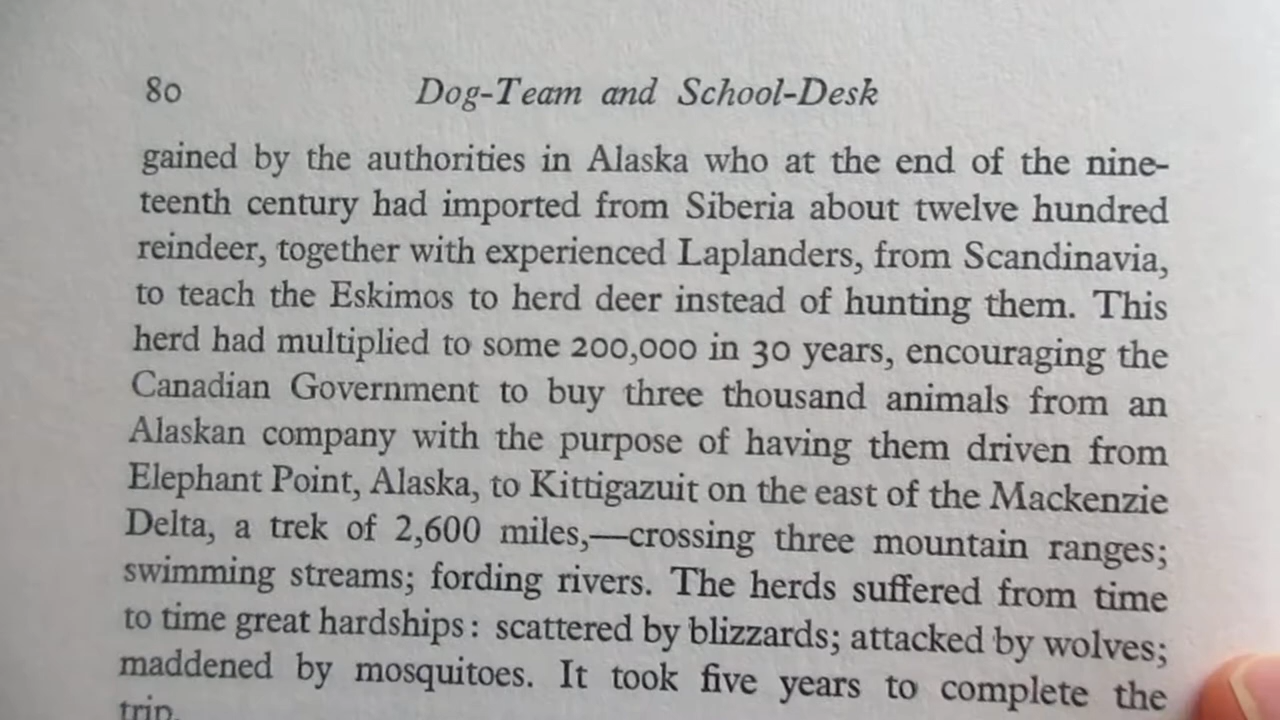 80 Dog-Team and School-Desk
gained by the authorities in Alaska who at the end of the nine-
teenth century had imported from Siberia about twelve hundred
reindeer, together with experienced Laplanders, from Scandinavia,
to teach the Eskimos to herd deer instead of hunting them. This
herd had multiplied to some 200,000 in 30 years, encouraging the
Canadian Government to buy three thousand animals from an
Alaskan company with the purpose of having them driven from
Elephant Point, Alaska, to Kittigazuit on the east of the Mackenzie
Delta, a trek of 2,600 miles,—crossing three mountain ranges;
swimming streams; fording rivers. The herds suffered from time
to time great hardships: scattered by blizzards; attacked by wolves;
maddened by mosquitoes. It took five years to complete the
trip.